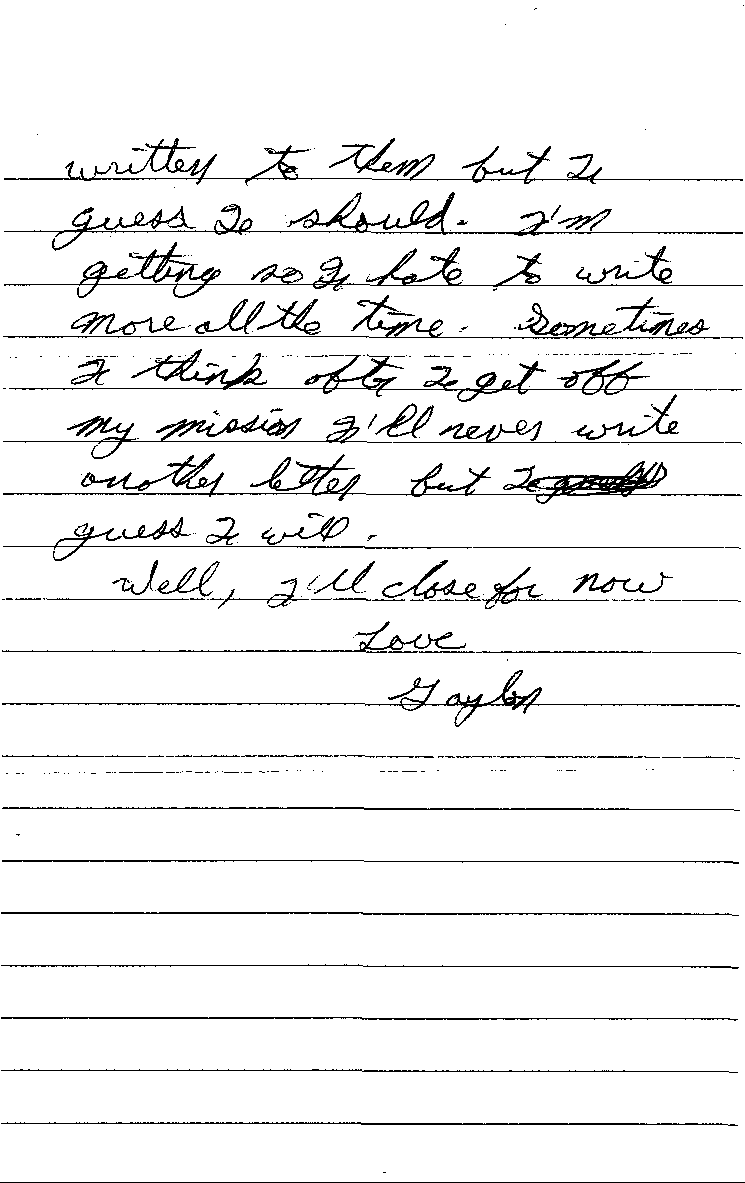 written to them but I
guess I should. I'm
getting so I hate to write
more all the time. Sometimes
I think after I get off
my mission I'll never write
another letter but I
guess I will.
Well, I'll close for now
Love
Gaylen